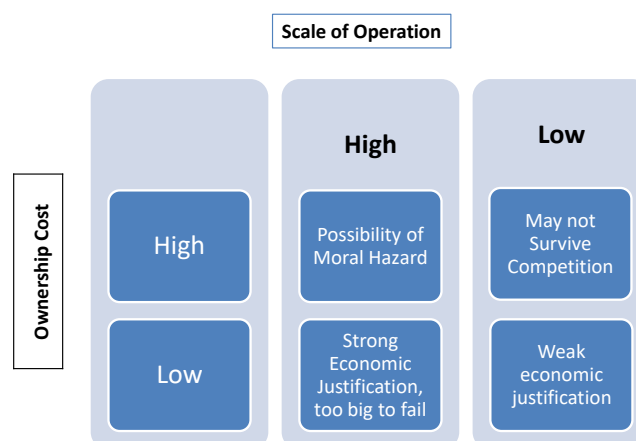 Scale of Operation
High
Low
Ownership Cost
High
Possibility of
Moral Hazard
May not
Survive
Competition
Low
Strong
Economic
Justification,
too big to fail
Weak
economic
justification